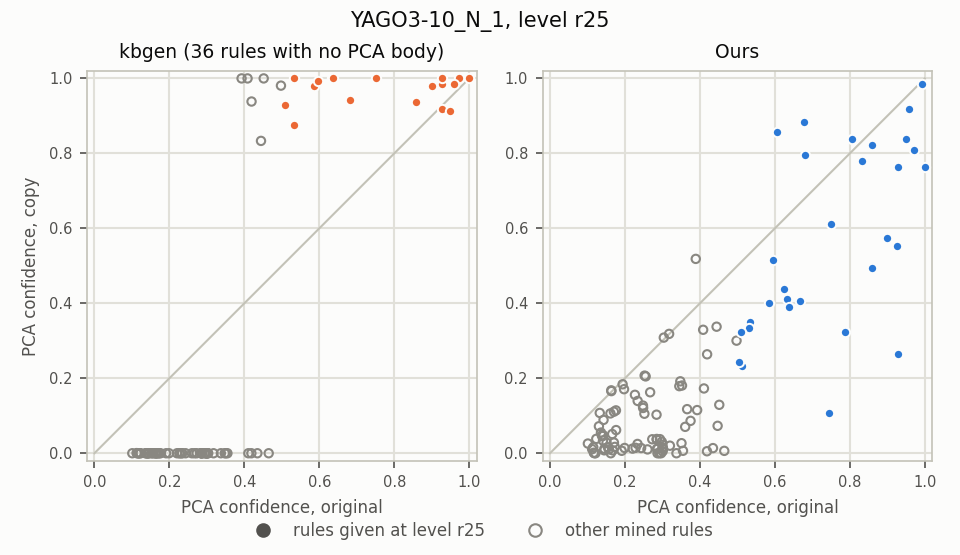 YAGO3-10_N_1, level r25
kbgen (36 rules with no PCA body)
Ours
1.0
0.8
0.6
0.4
0.2
0.0
0.0 0.2 0.4 0.6 0.8 1.0
PCA confidence, copy
PCA confidence, original
1.0
0.8
0.6
0.4
0.2
0.0
0.0 0.2 0.4 0.6 0.8 1.0
PCA confidence, original
rules given at level r25
other mined rules